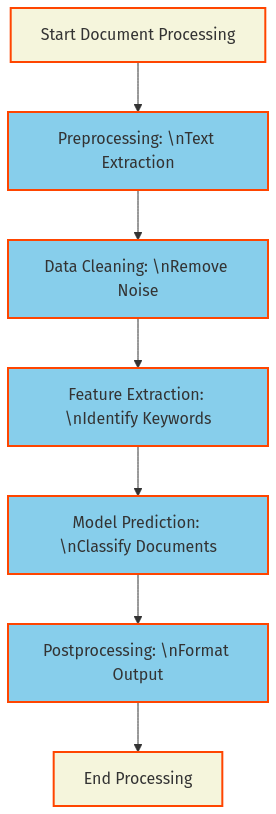 Start Document Processing
Preprocessing: \nText
Extraction
Data Cleaning: \nRemove
Noise
Feature Extraction:
\nIdentify Keywords
Model Prediction:
\nClassify Documents
Postprocessing: \nFormat
Output
End Processing